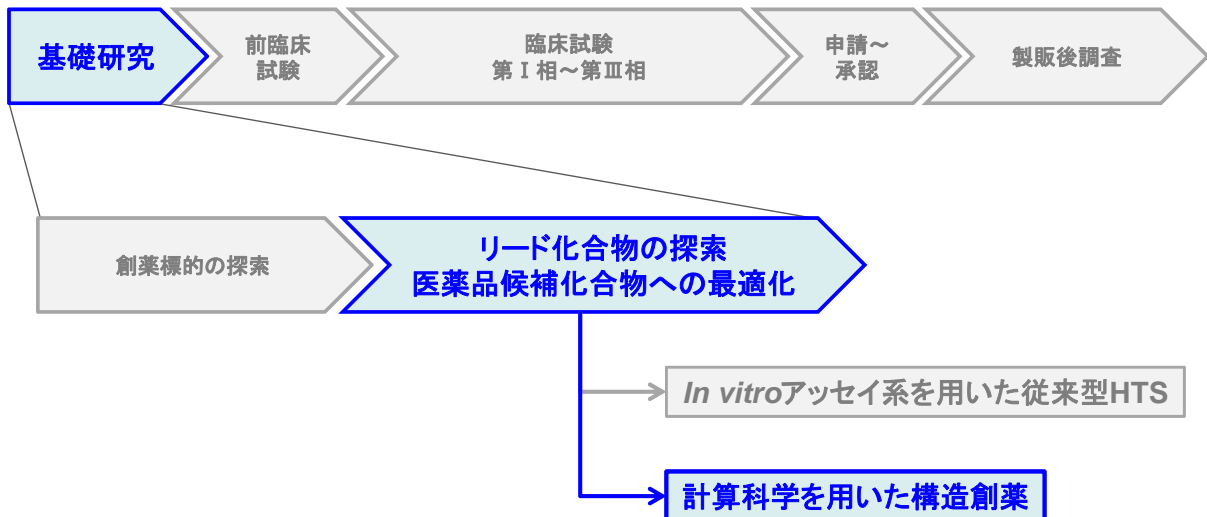 基礎研究
前臨床
試験
臨床試験
第Ⅰ相～第Ⅲ相
申請～
承認
製販後調査
創薬標的の探索
リード化合物の探索
医薬品候補化合物への最適化
In vitroアッセイ系を用いた従来型HTS
計算科学を用いた構造創薬